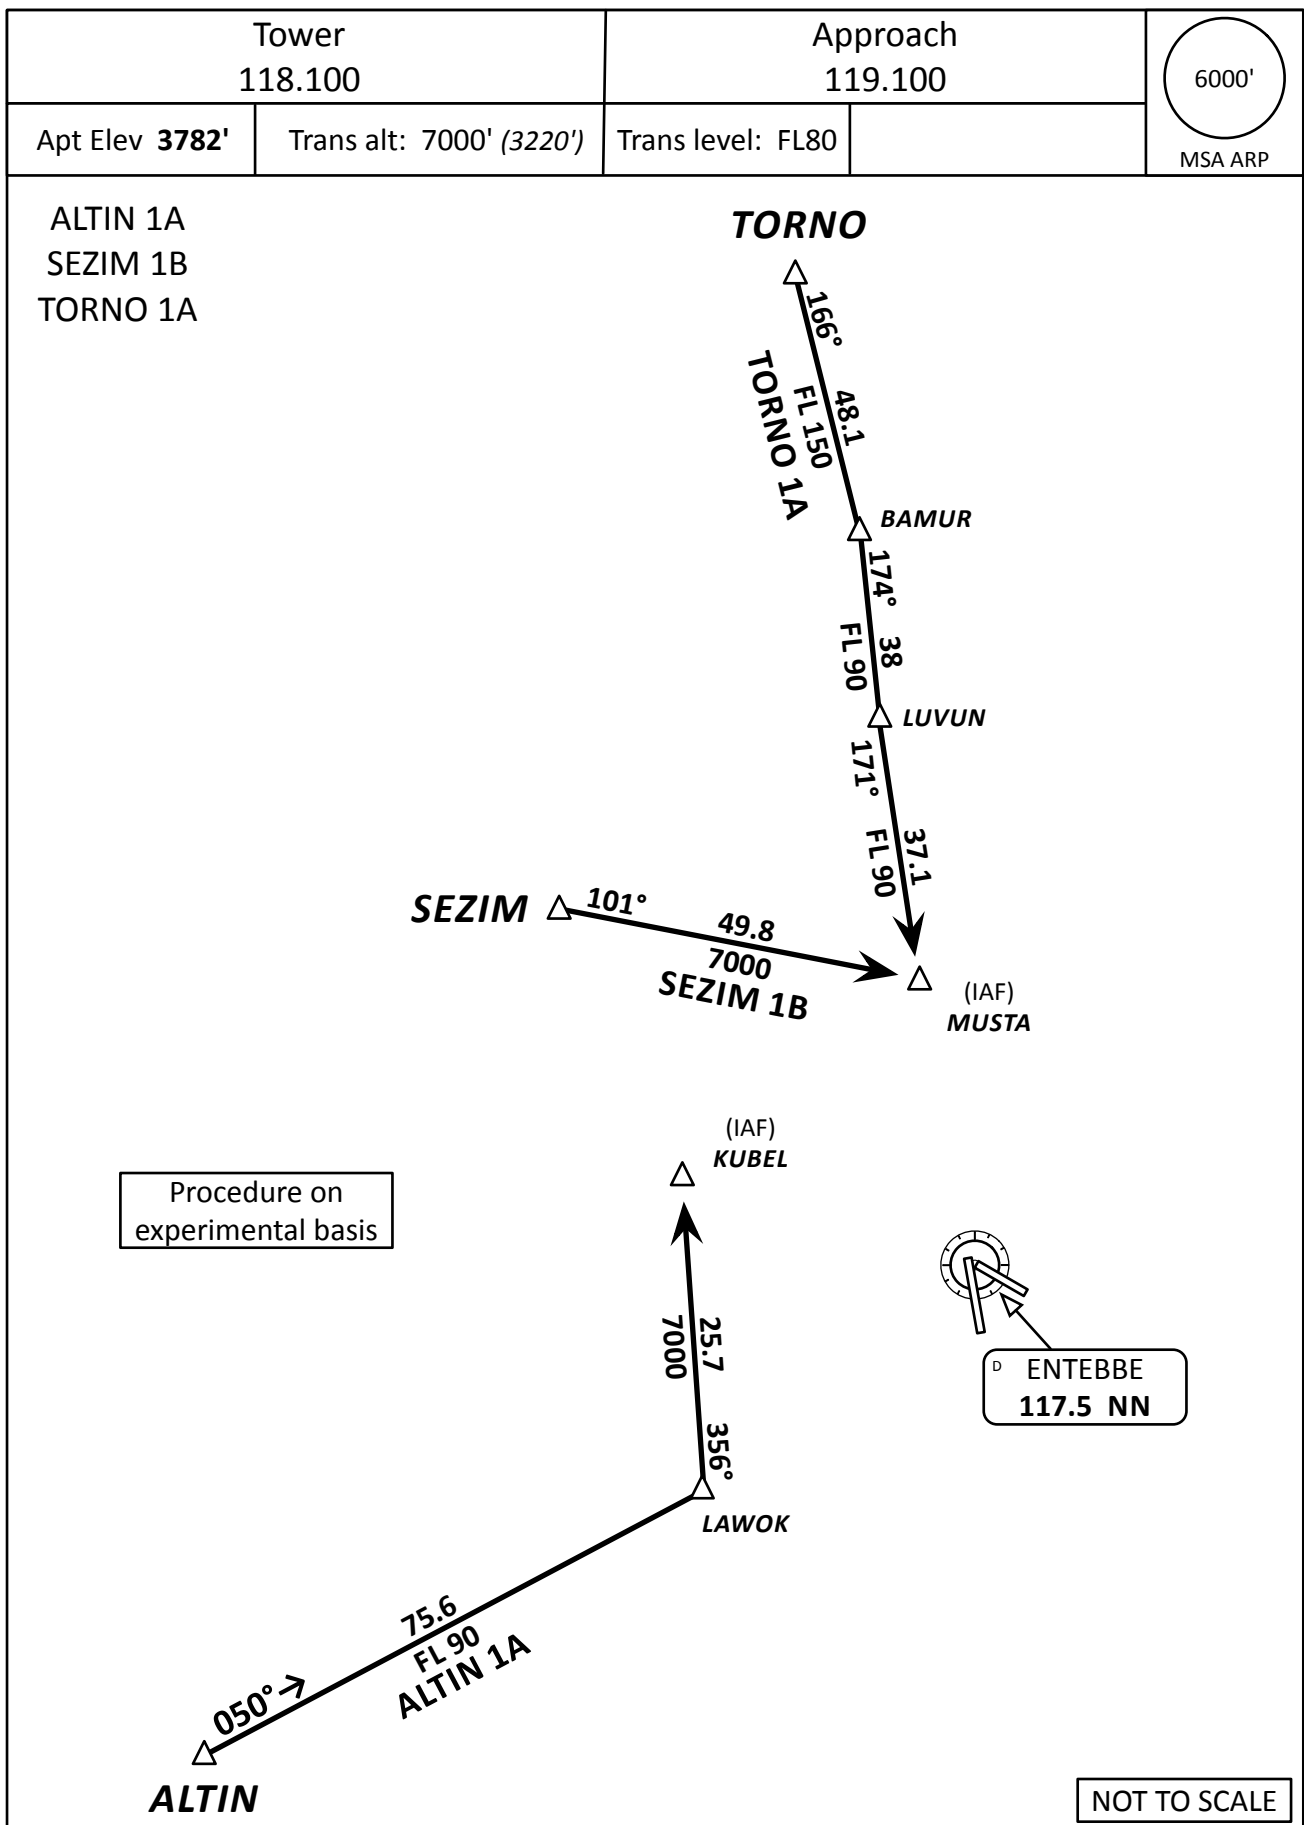 Tower
118.100
Approach
119.100
6000'
MSA ARP
Apt Elev 3782'
Trans alt: 7000' (3220')
Trans level: FL80
ALTIN 1A
SEZIM 1B
TORNO 1A
TORNO
166°
48.1
FL 150
TORNO 1A
BAMUR
174°
38
FL 90
LUVUN
171°
37.1
FL 90
SEZIM
101°
49.8
7000
SEZIM 1B
(IAF)
MUSTA
(IAF)
KUBEL
Procedure on
experimental basis
25.7
7000
356°
LAWOK
D ENTEBBE
117.5 NN
75.6
FL 90
ALTIN 1A
050°
ALTIN
NOT TO SCALE